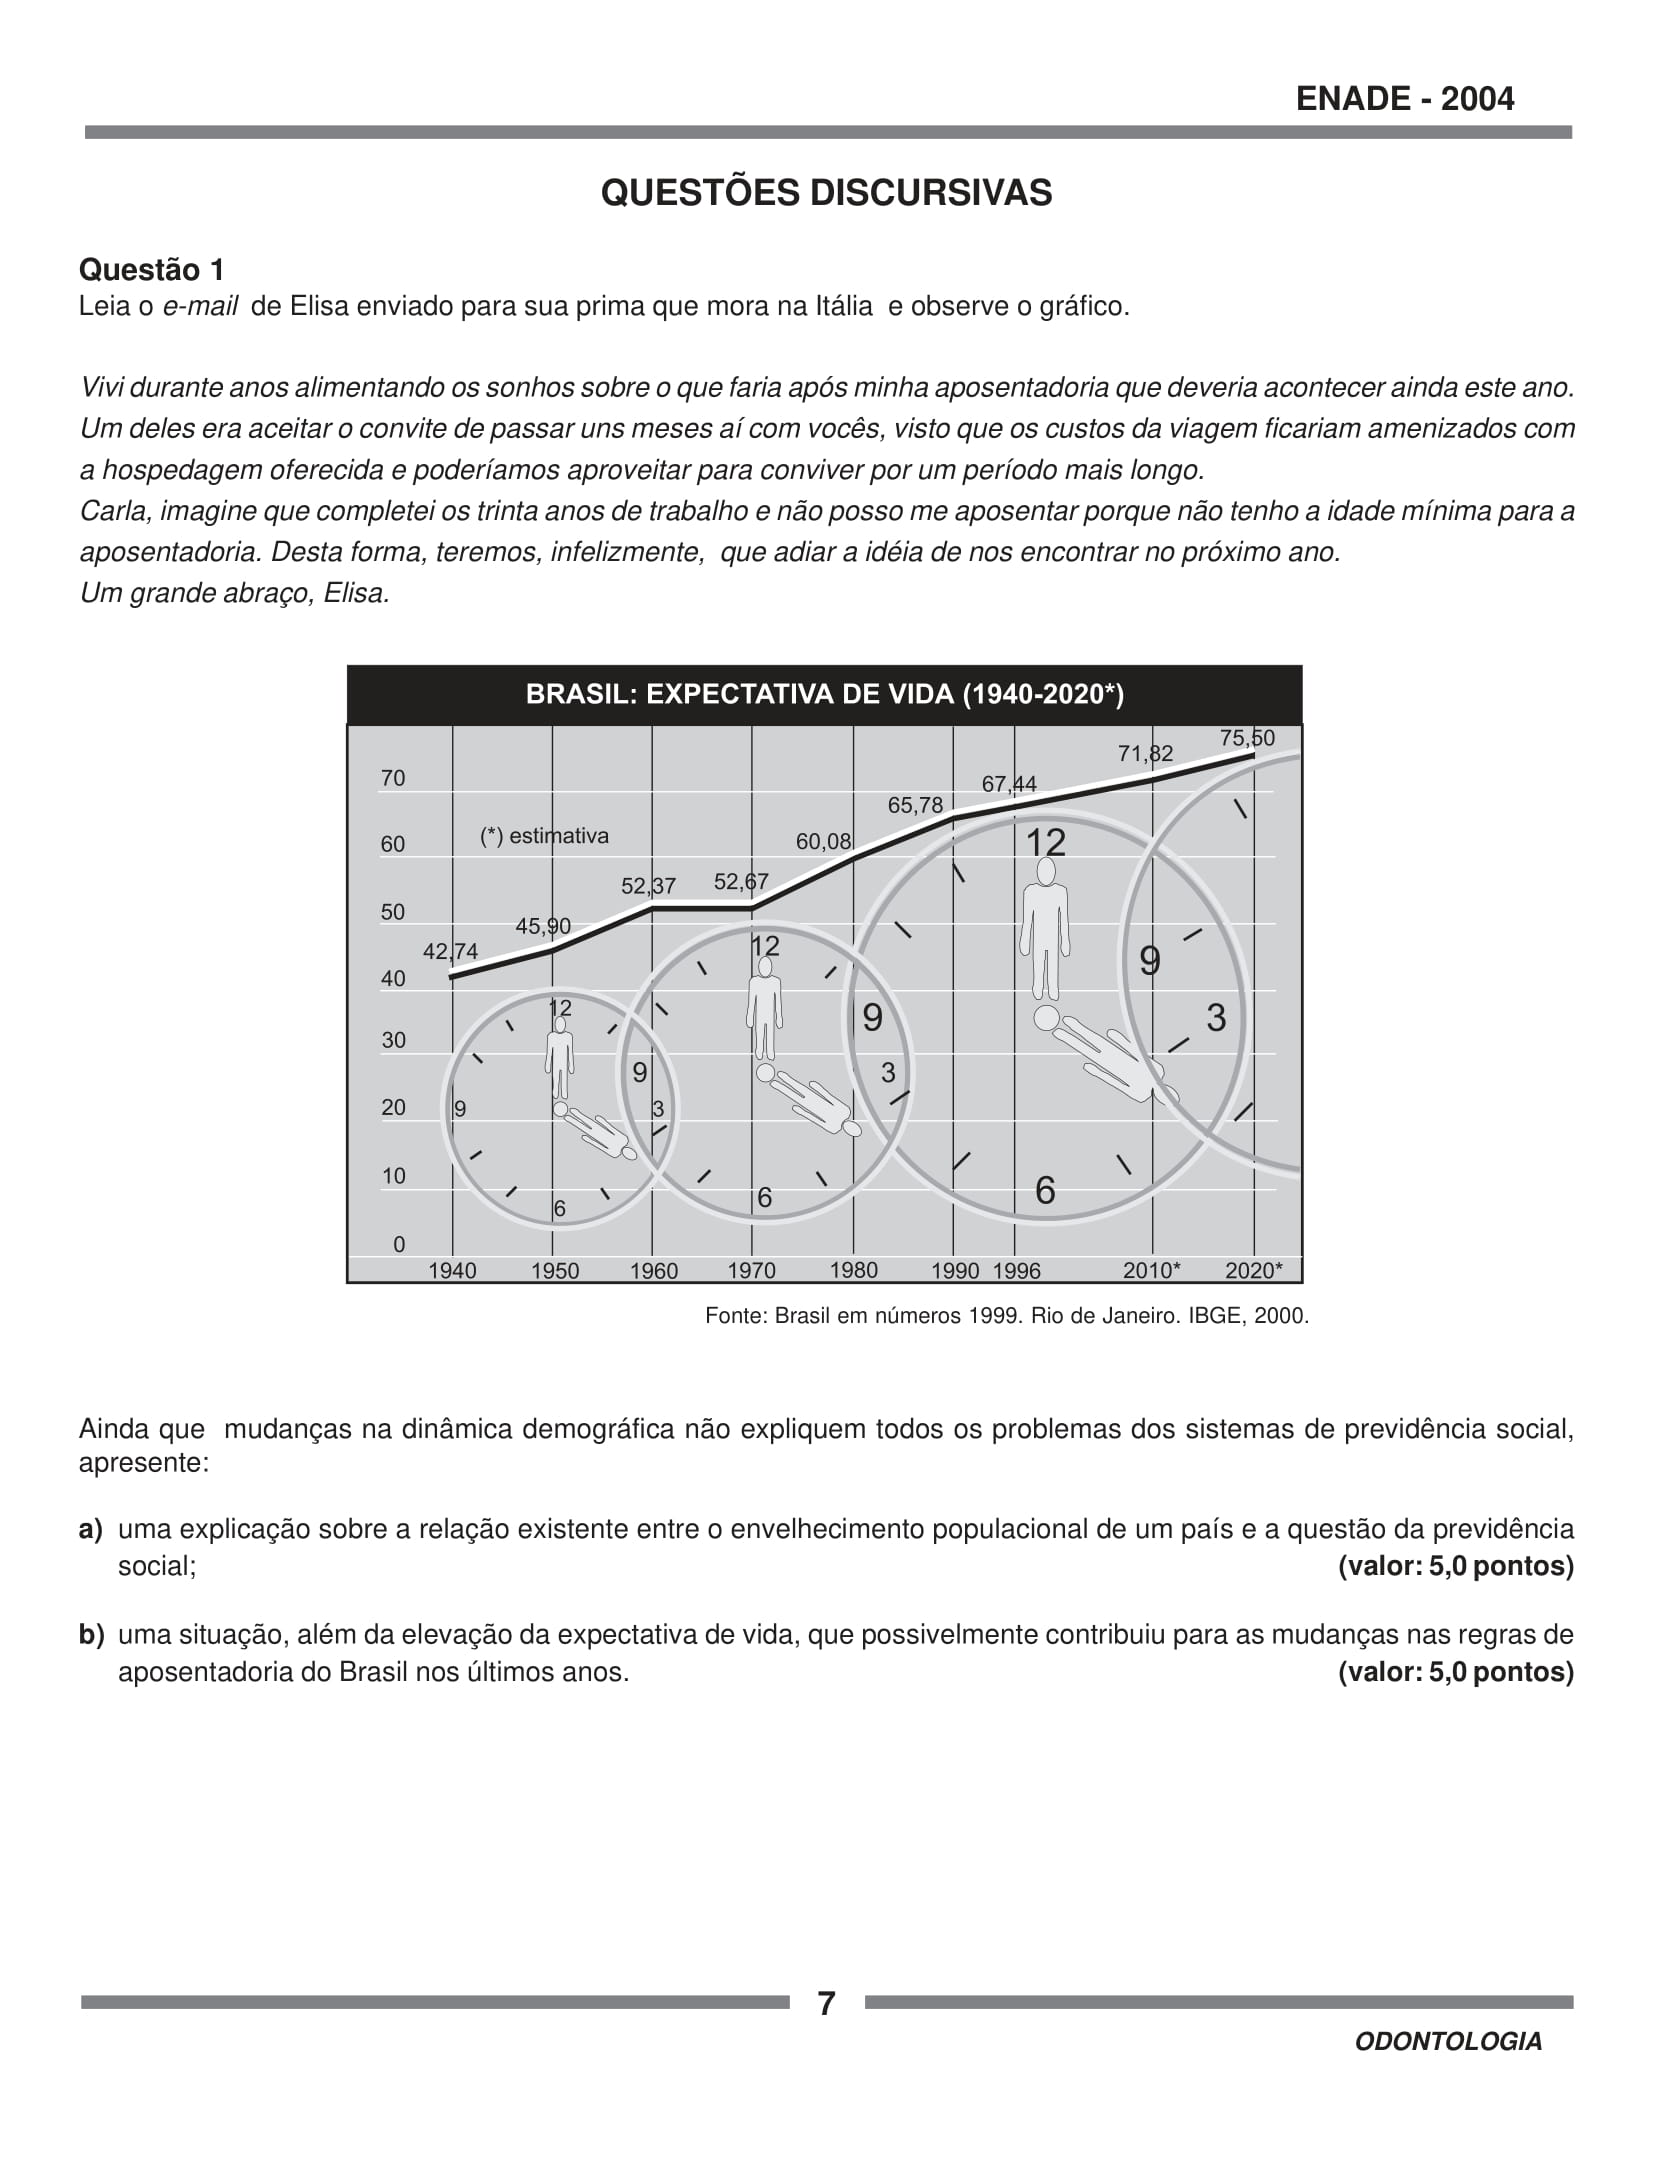 ENADE - 2004
QUESTÕES DISCURSIVAS
Questão 1
Leia o e-mail de Elisa enviado para sua prima que mora na Itália e observe o gráfico.
Vivi durante anos alimentando os sonhos sobre o que faria após minha aposentadoria que deveria acontecer ainda este ano.
Um deles era aceitar o convite de passar uns meses aí com vocês, visto que os custos da viagem ficariam amenizados com
a hospedagem oferecida e poderíamos aproveitar para conviver por um período mais longo.
Carla, imagine que completei os trinta anos de trabalho e não posso me aposentar porque não tenho a idade mínima para a
aposentadoria. Desta forma, teremos, infelizmente, que adiar a idéia de nos encontrar no próximo ano.
Um grande abraço, Elisa.
BRASIL: EXPECTATIVA DE VIDA (1940-2020*)
75,50
71,82
70
67,44
65,78
(*) estimativa
60
60,08
12
52,37
52,67
50
45,90
12
42,74
9
40
12
9
3
30
9
3
20
9
3
10
6
6
6
0
1940 1950 1960 1970 1980 1990 1996 2010* 2020*
Fonte: Brasil em números 1999. Rio de Janeiro. IBGE, 2000.
Ainda que mudanças na dinâmica demográfica não expliquem todos os problemas dos sistemas de previdência social,
apresente:
a) uma explicação sobre a relação existente entre o envelhecimento populacional de um país e a questão da previdência
social; (valor: 5,0 pontos)
b) uma situação, além da elevação da expectativa de vida, que possivelmente contribuiu para as mudanças nas regras de
aposentadoria do Brasil nos últimos anos. (valor: 5,0 pontos)
7
ODONTOLOGIA